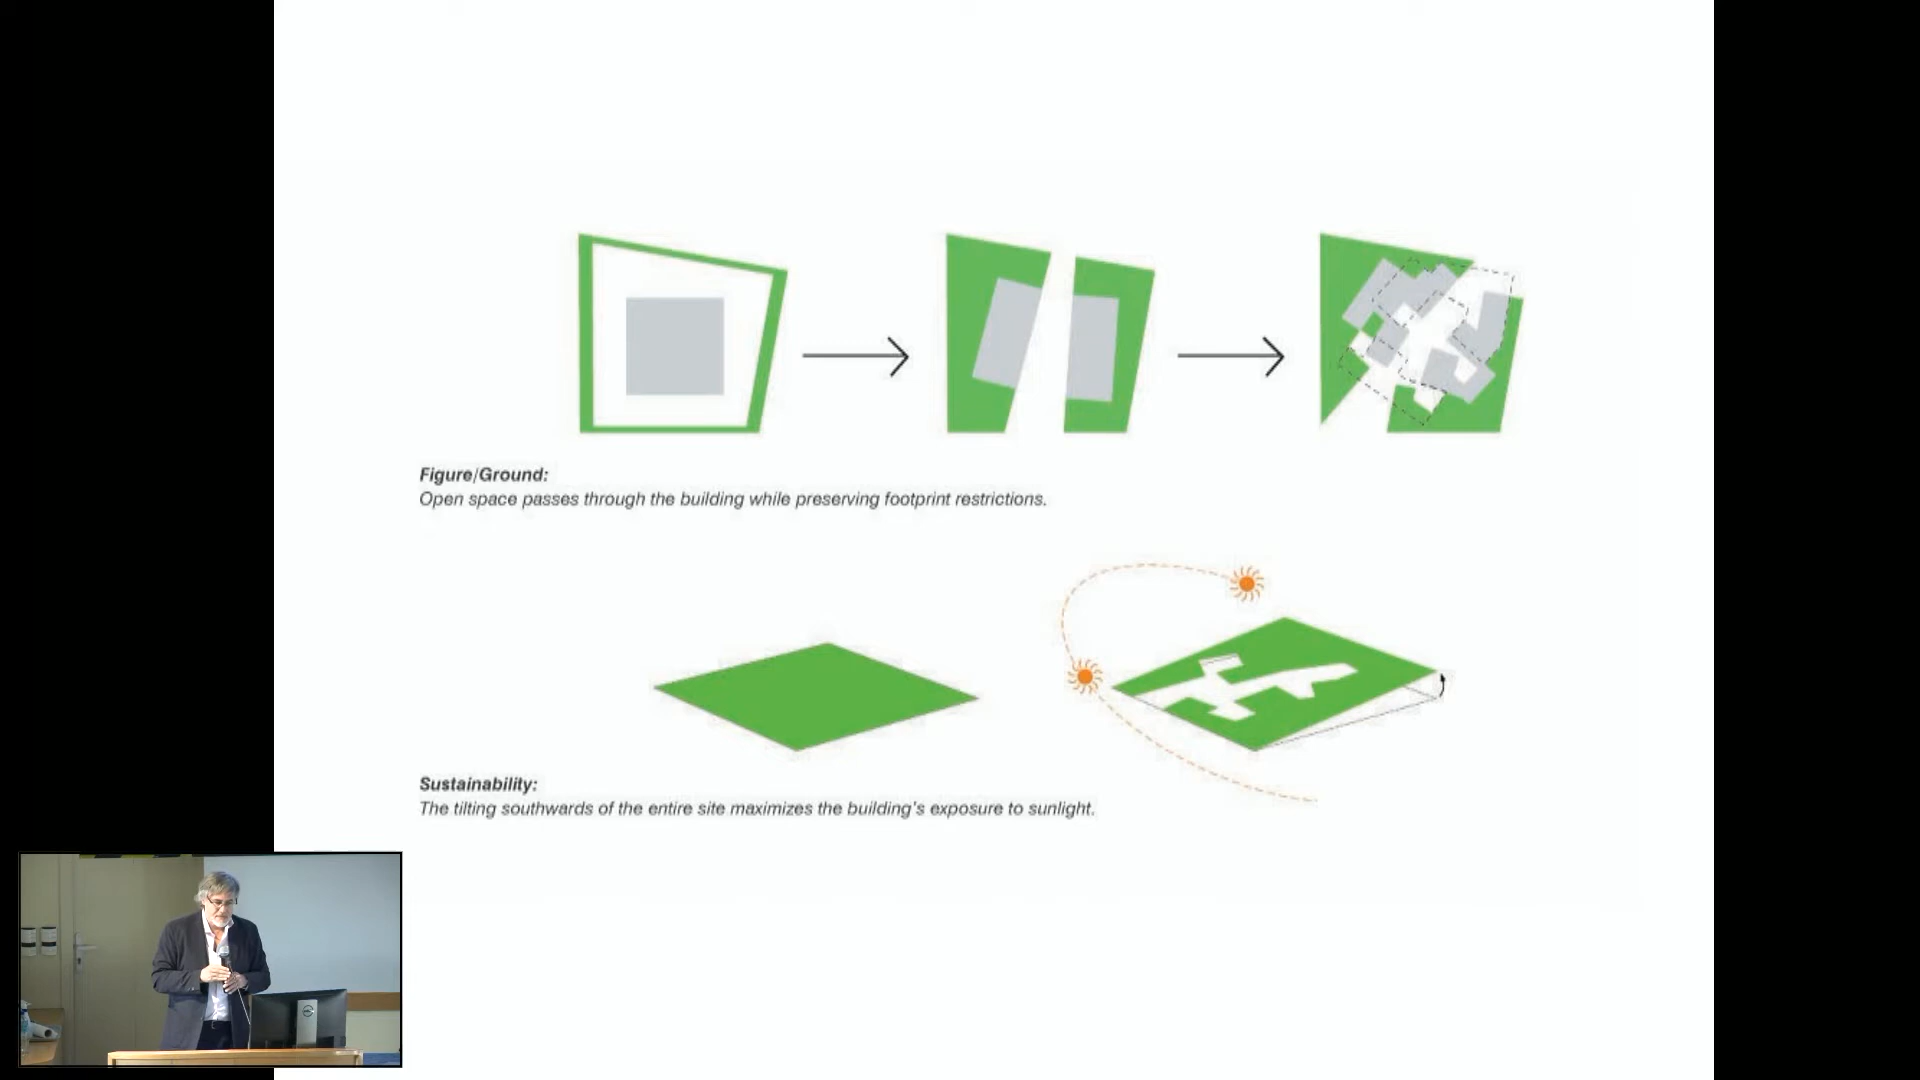 Figure/Ground:
Open space passes through the building while preserving footprint restrictions.
Sustainability:
The tilting southwards of the entire site maximizes the building's exposure to sunlight.